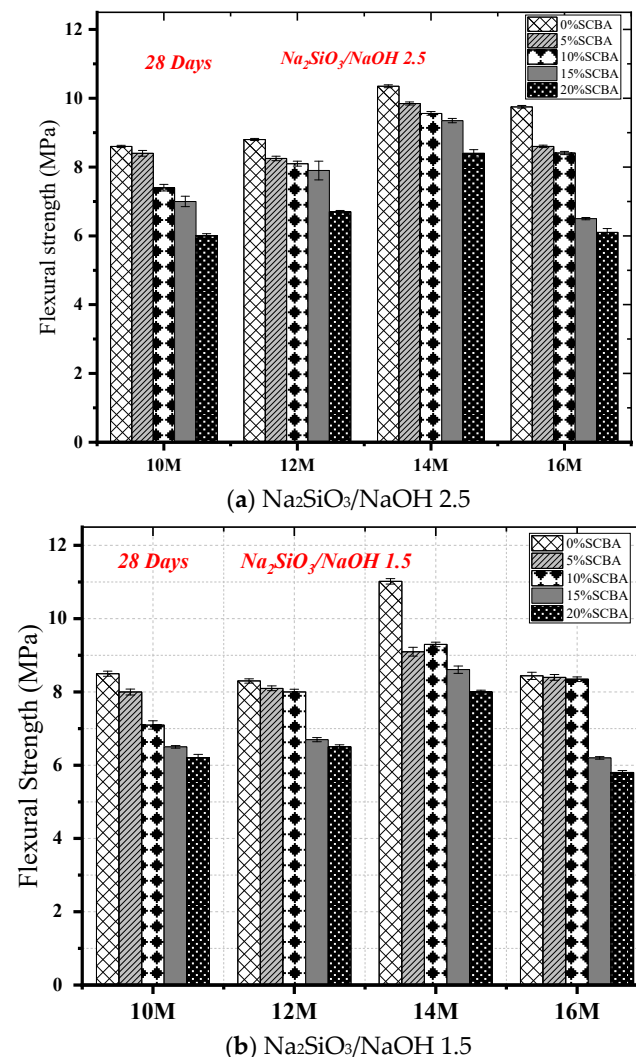 12
10
8
6
4
2
0
Flexural strength (MPa)
28 Days
Na₂SiO₃/NaOH 2.5
0%SCBA
5%SCBA
10%SCBA
15%SCBA
20%SCBA
10M
12M
14M
16M
(a) Na₂SiO₃/NaOH 2.5
12
10
8
6
4
2
0
Flexural Strength (MPa)
28 Days
Na₂SiO₃/NaOH 1.5
0%SCBA
5%SCBA
10%SCBA
15%SCBA
20%SCBA
10M
12M
14M
16M
(b) Na₂SiO₃/NaOH 1.5